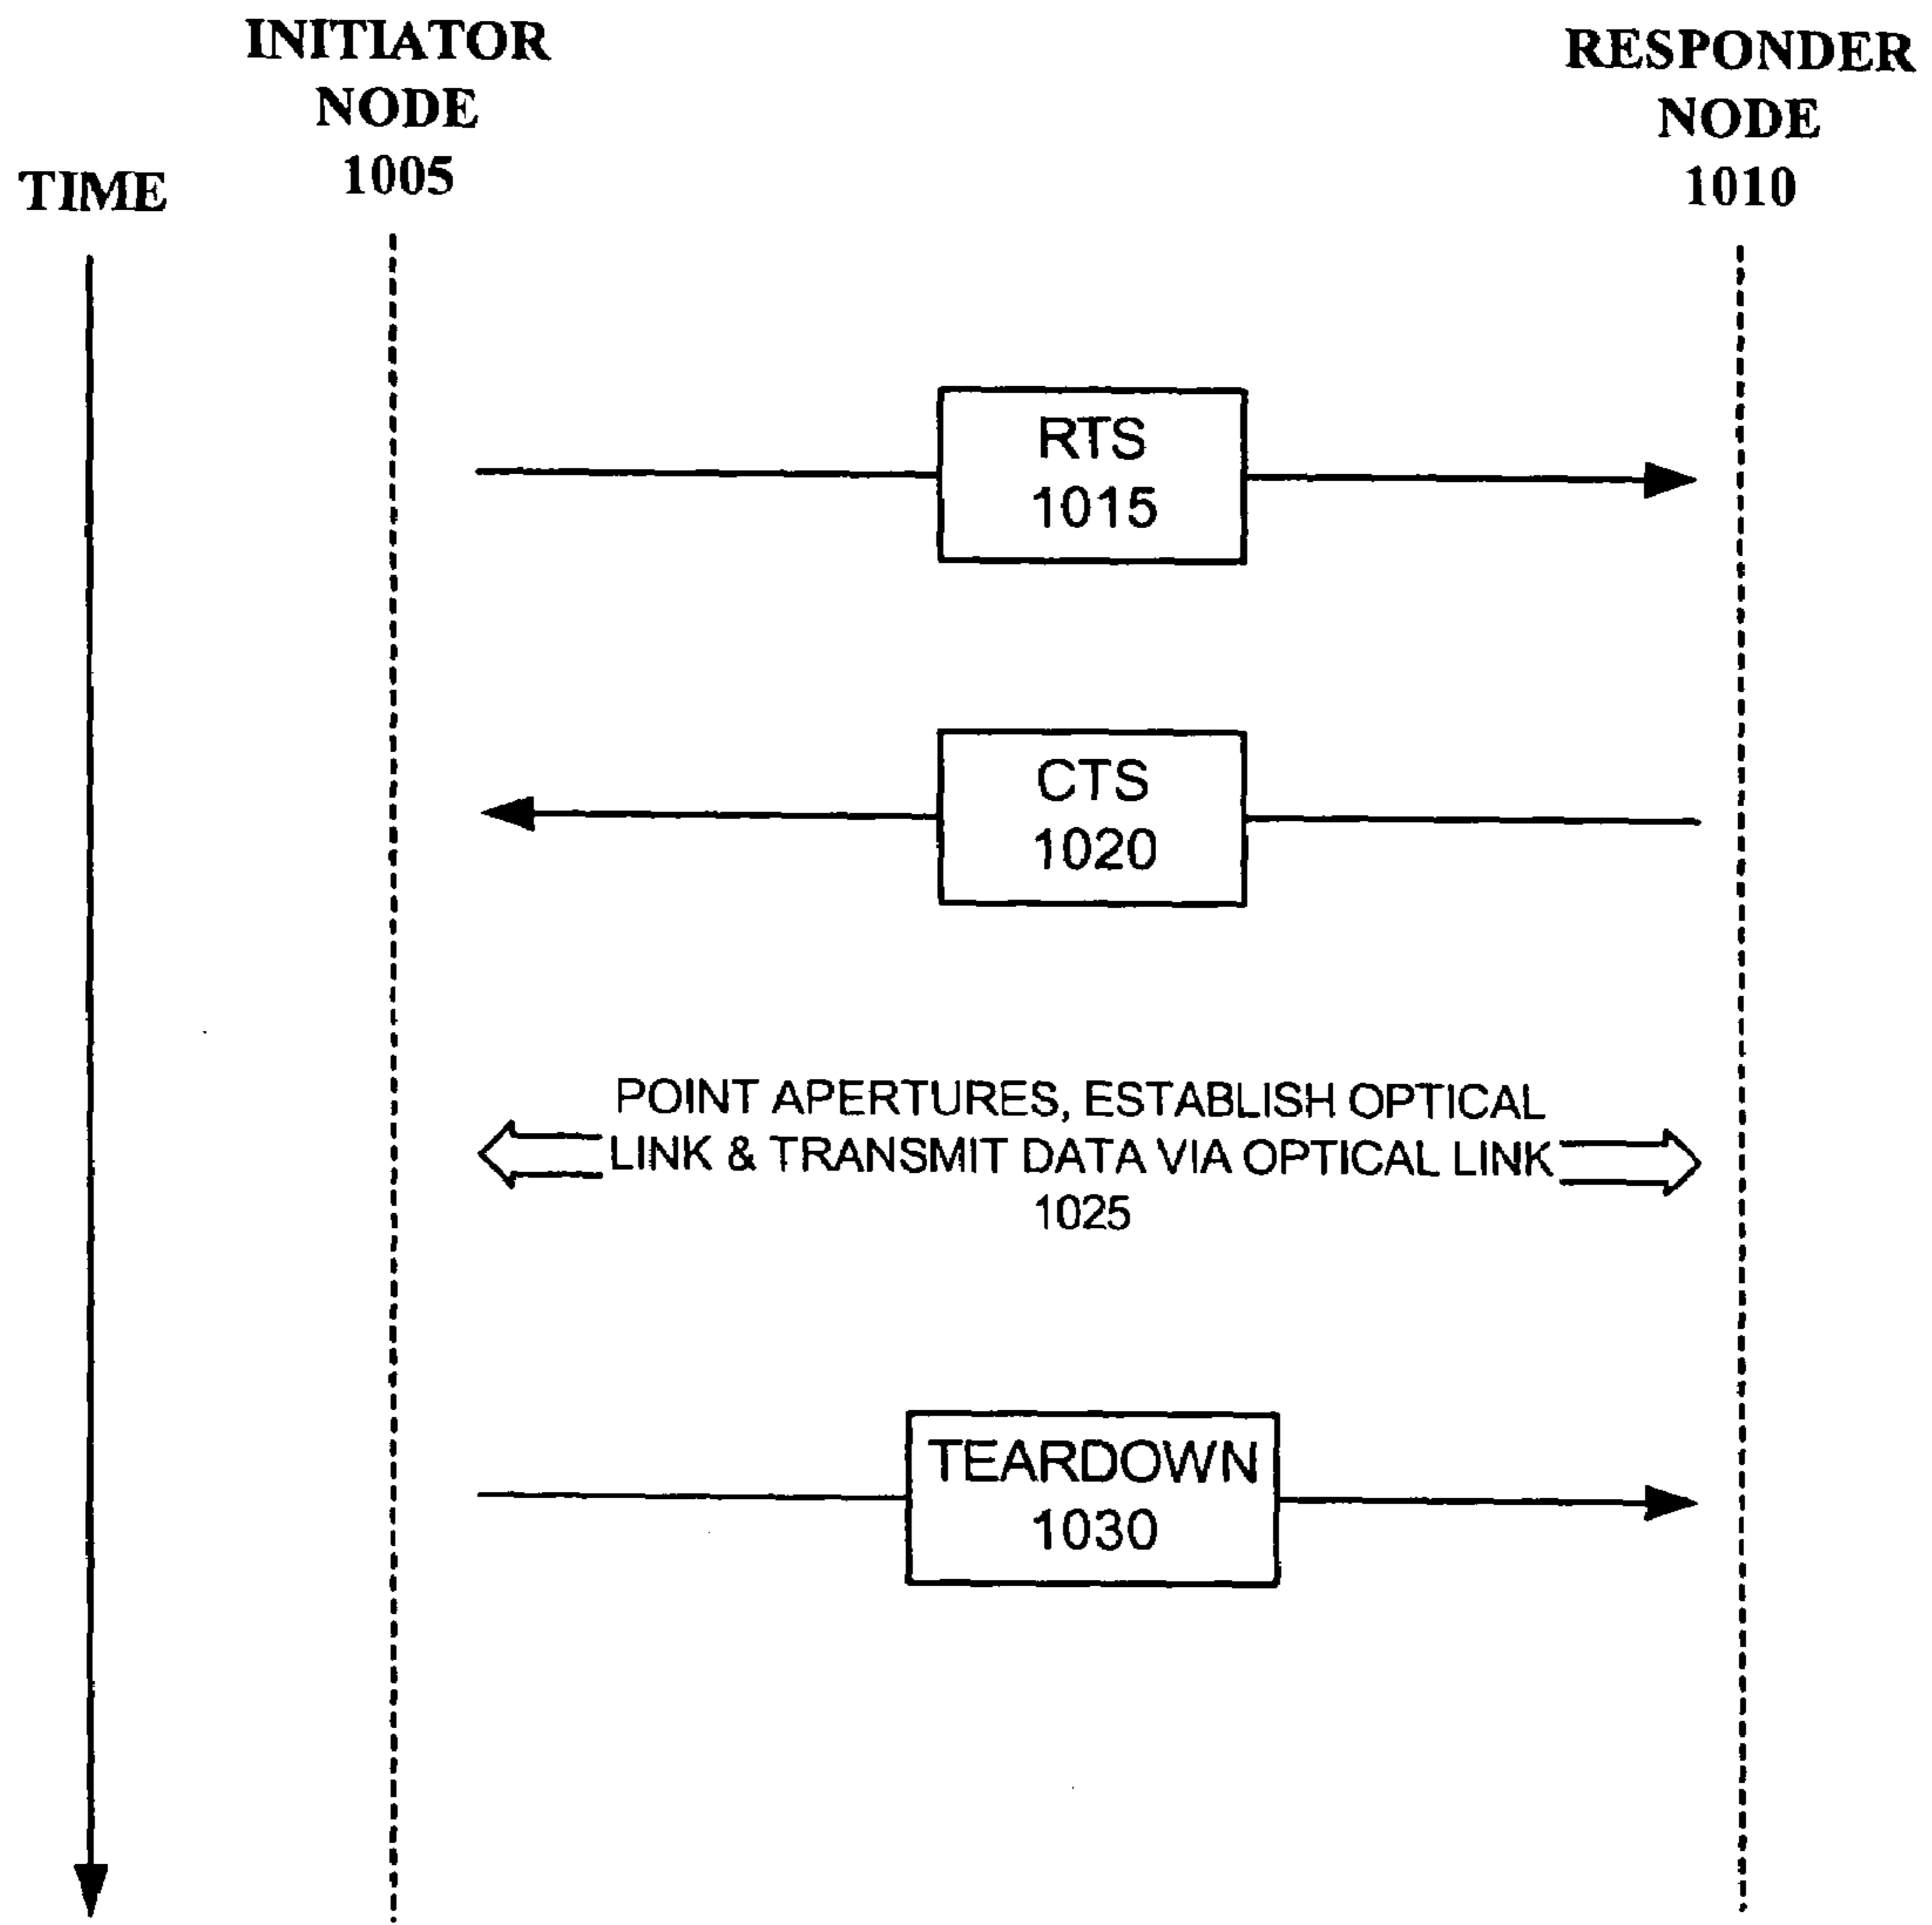 INITIATOR
NODE
1005
RESPONDER
NODE
1010
TIME
RTS
1015
CTS
1020
POINT APERTURES, ESTABLISH OPTICAL
LINK & TRANSMIT DATA VIA OPTICAL LINK
1025
TEARDOWN
1030